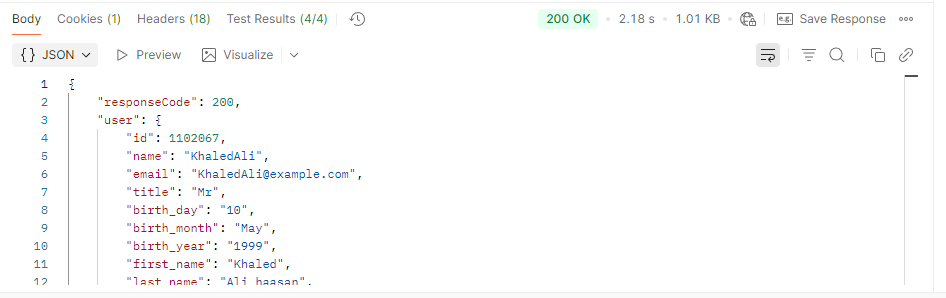 Body Cookies (1) Headers (18) Test Results (4/4) 200 OK • 2.18 s • 1.01 KB • e.g. Save Response
{} JSON Preview Visualize
1 {
2 "responseCode": 200,
3 "user": {
4 "id": 1102067,
5 "name": "KhaledAli",
6 "email": "KhaledAli@example.com",
7 "title": "Mr",
8 "birth_day": "10",
9 "birth_month": "May",
10 "birth_year": "1999",
11 "first_name": "Khaled",
12 "last_name": "Ali haasan",